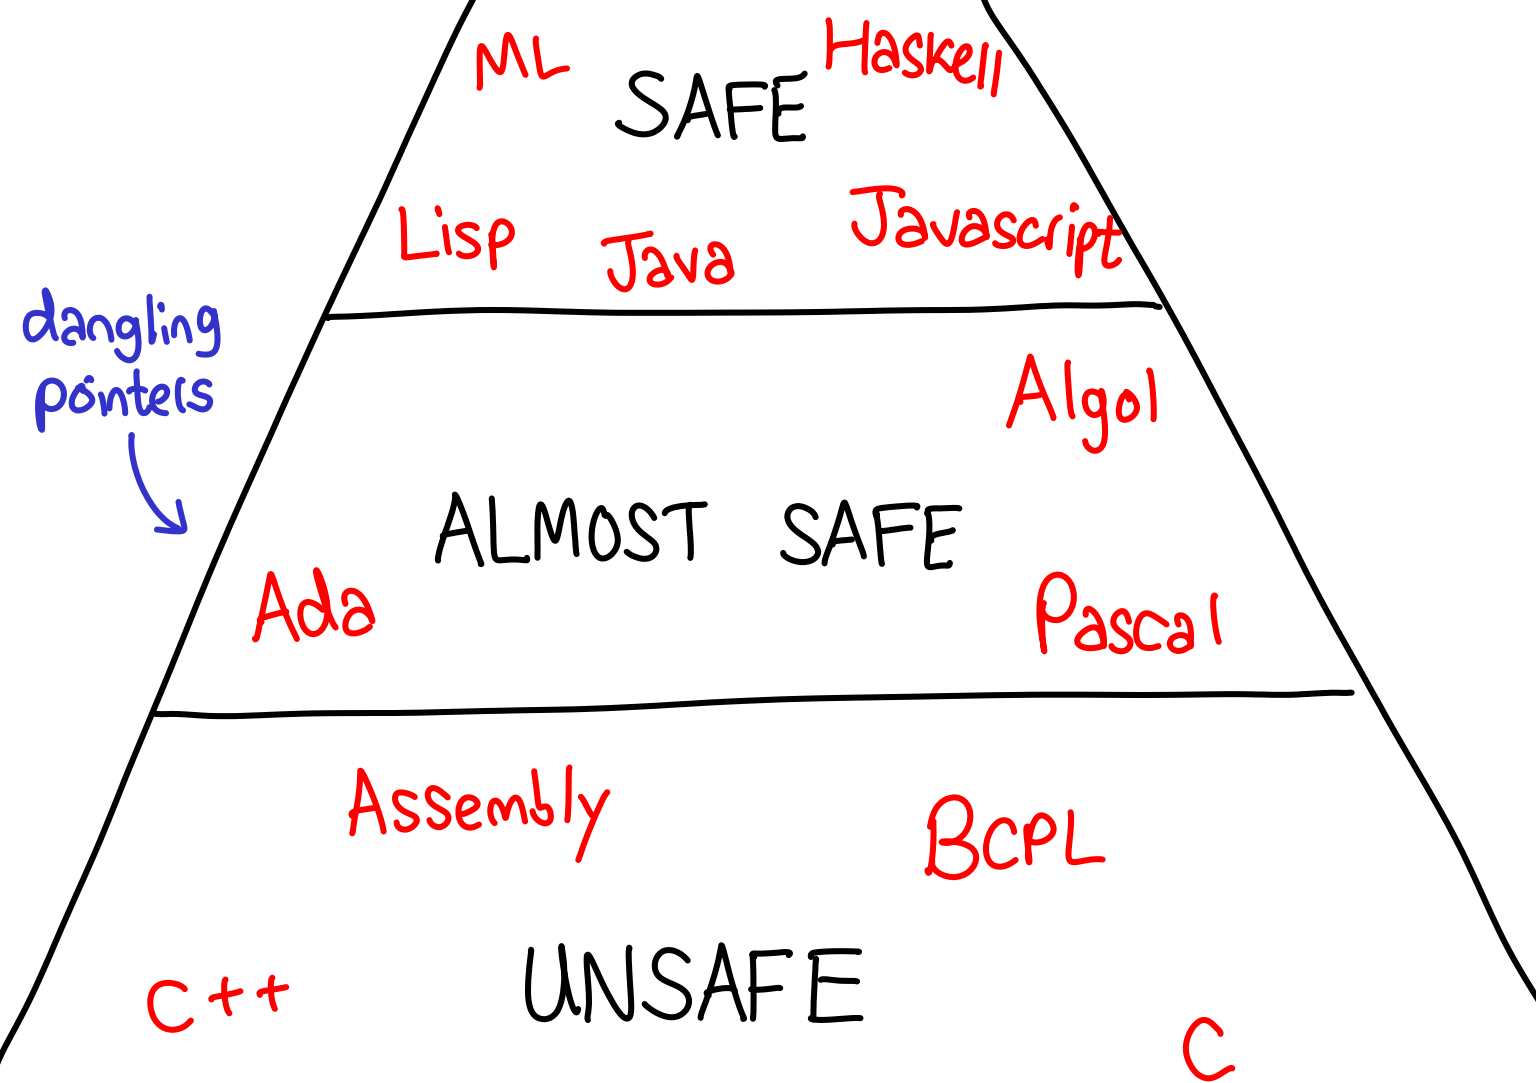 ML
Haskell
SAFE
Lisp
Java
Javascript
dangling
pointers
Algol
ALMOST SAFE
Ada
Pascal
Assembly
BCPL
UNSAFE
C++
C